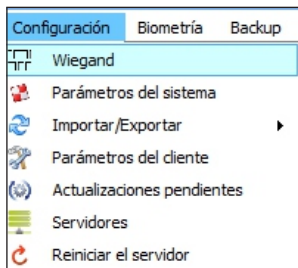 Configuración Biometría Backup
Wiegand
Parámetros del sistema
Importar/Exportar
Parámetros del cliente
Actualizaciones pendientes
Servidores
Reiniciar el servidor